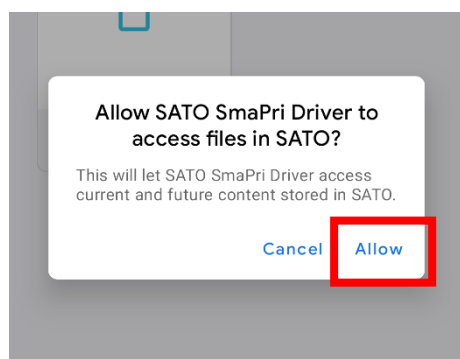 Allow SATO SmaPri Driver to
access files in SATO?
This will let SATO SmaPri Driver access
current and future content stored in SATO.
Cancel Allow